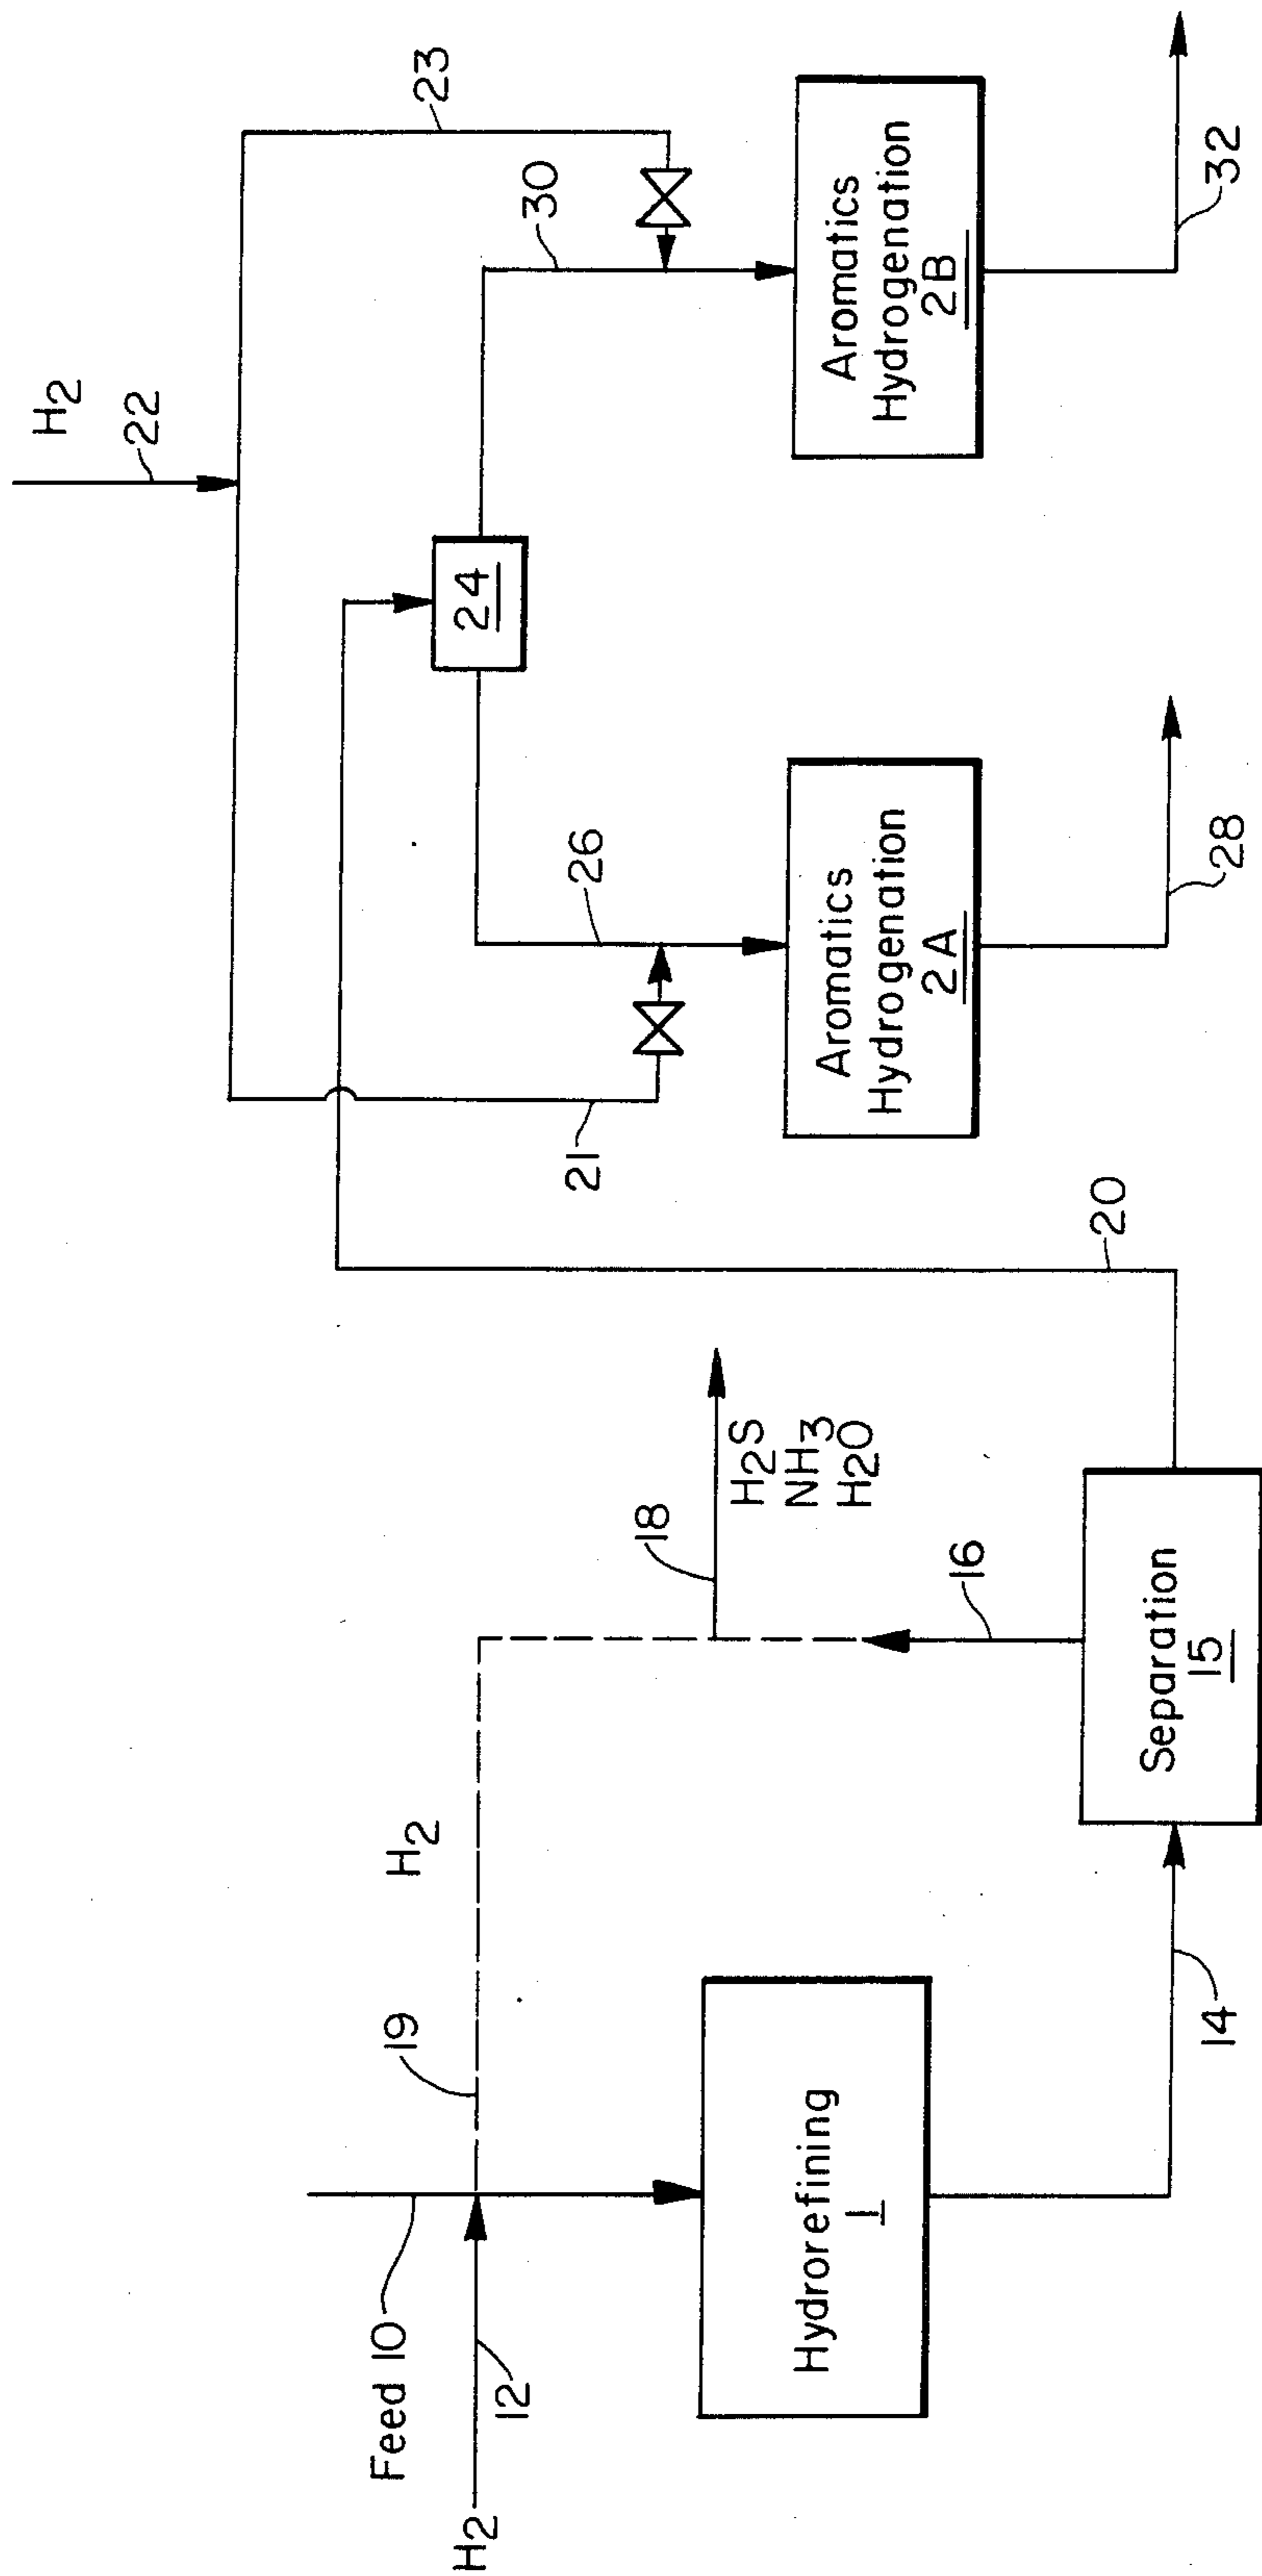 H2
22
23
30
24
26
21
Aromatics
Hydrogenation
2B
Aromatics
Hydrogenation
2A
32
28
20
H2
19
18
H2S
NH3
H2O
16
Feed 10
H2
12
Hydrorefining
1
Separation
15
14